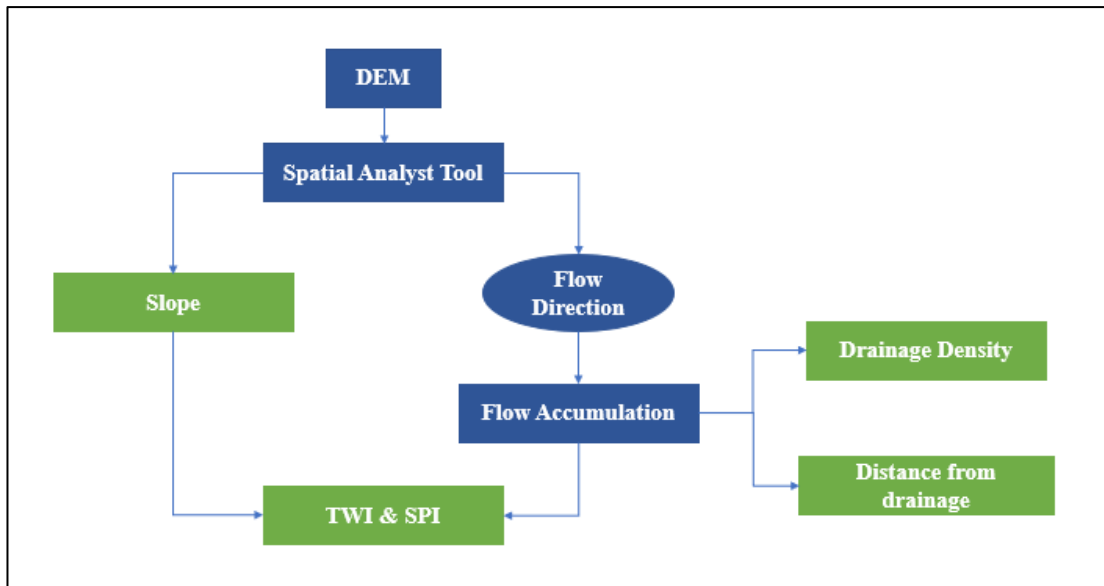 DEM
Spatial Analyst Tool
Slope
Flow
Direction
Drainage Density
Flow Accumulation
Distance from
drainage
TWI & SPI